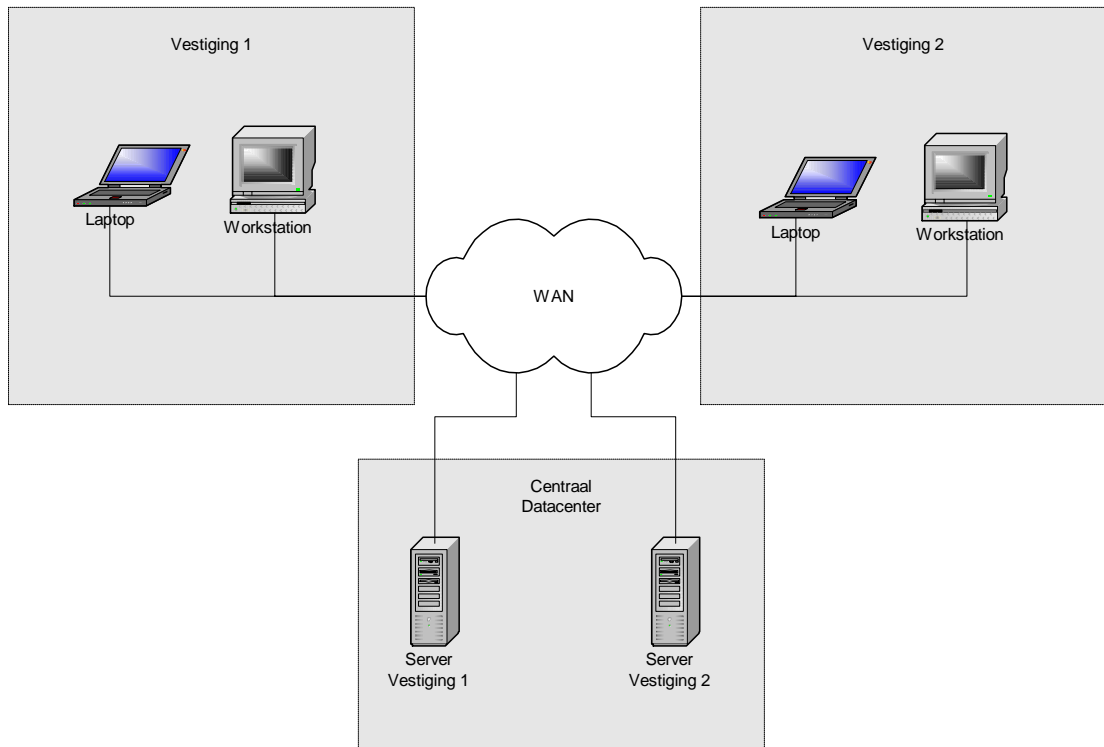 Vestiging 1
Vestiging 2
Laptop
Workstation
Laptop
Workstation
WAN
Centraal
Datacenter
Server
Vestiging 1
Server
Vestiging 2